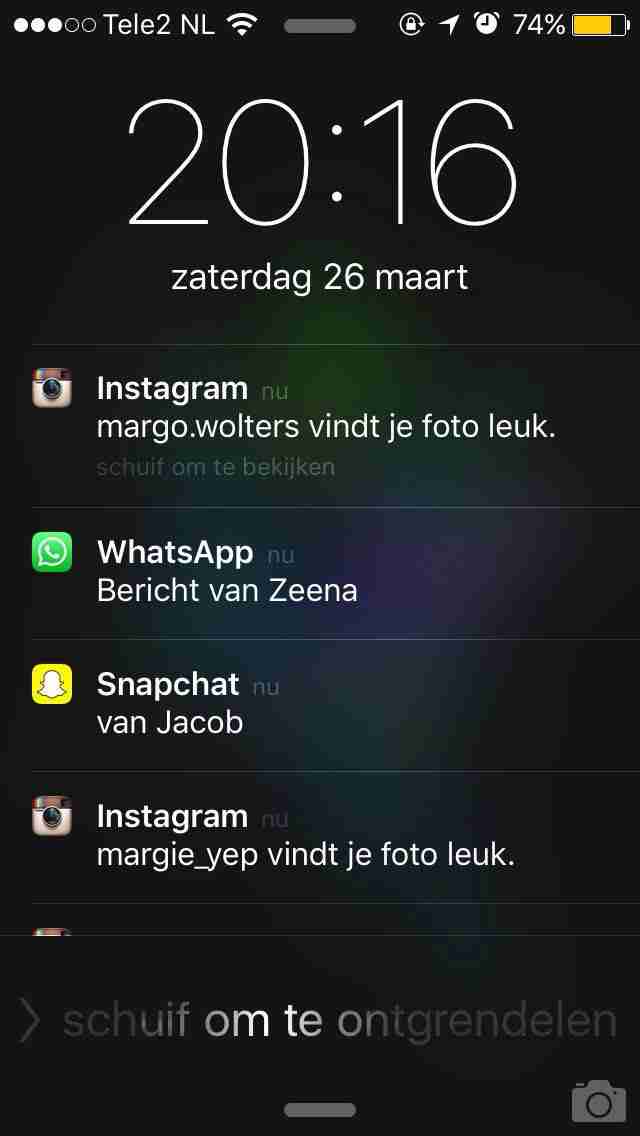 Tele2 NL 74%
20:16
zaterdag 26 maart
Instagram nu
margo.wolters vindt je foto leuk.
schuif om te bekijken
WhatsApp nu
Bericht van Zeena
Snapchat nu
van Jacob
Instagram nu
margie_yep vindt je foto leuk.
schuif om te ontgrendelen